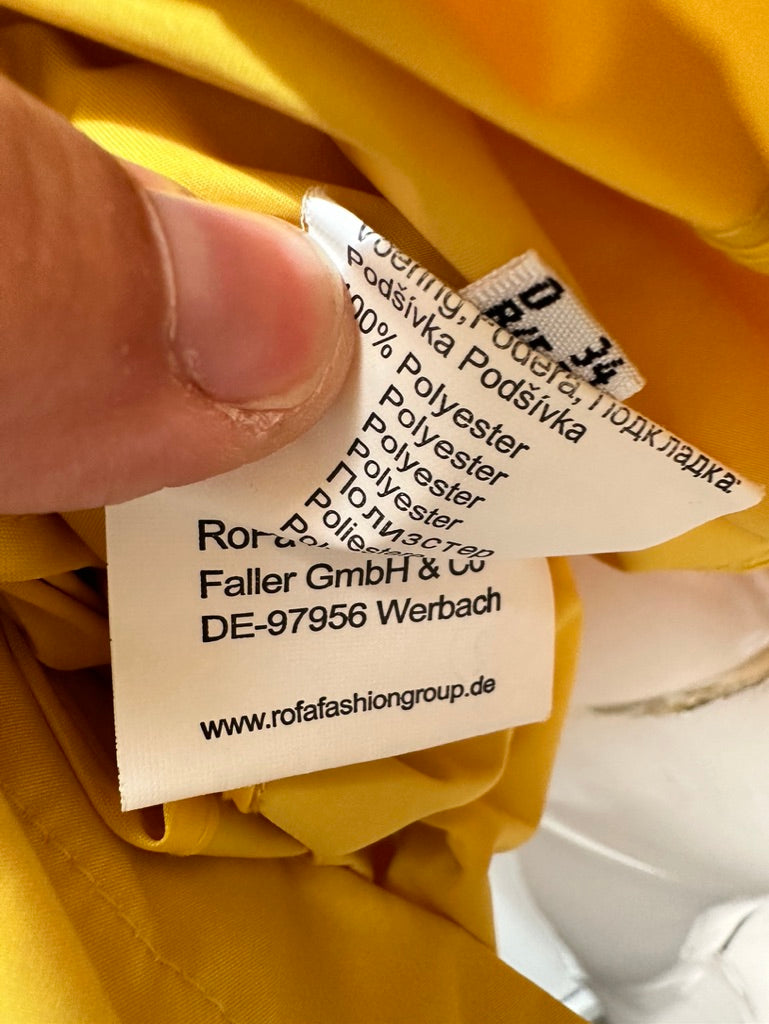 D
34
Voering, Podera, Подкладка:
Podšívka Podšívka
100% Polyester
Polyester
Polyester
Polyester
Полиэстер
Poliester
Faller GmbH & Co
DE-97956 Werbach
www.rofafashiongroup.de